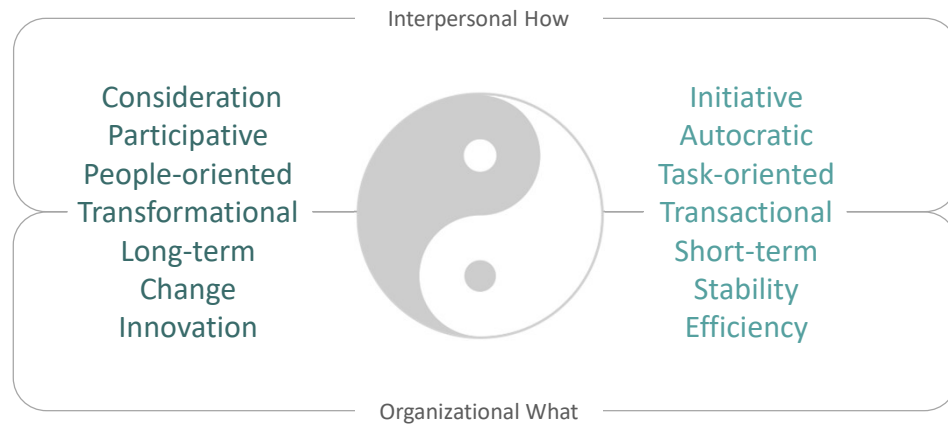 Interpersonal How
Consideration
Participative
People-oriented
Transformational
Long-term
Change
Innovation
Initiative
Autocratic
Task-oriented
Transactional
Short-term
Stability
Efficiency
Organizational What